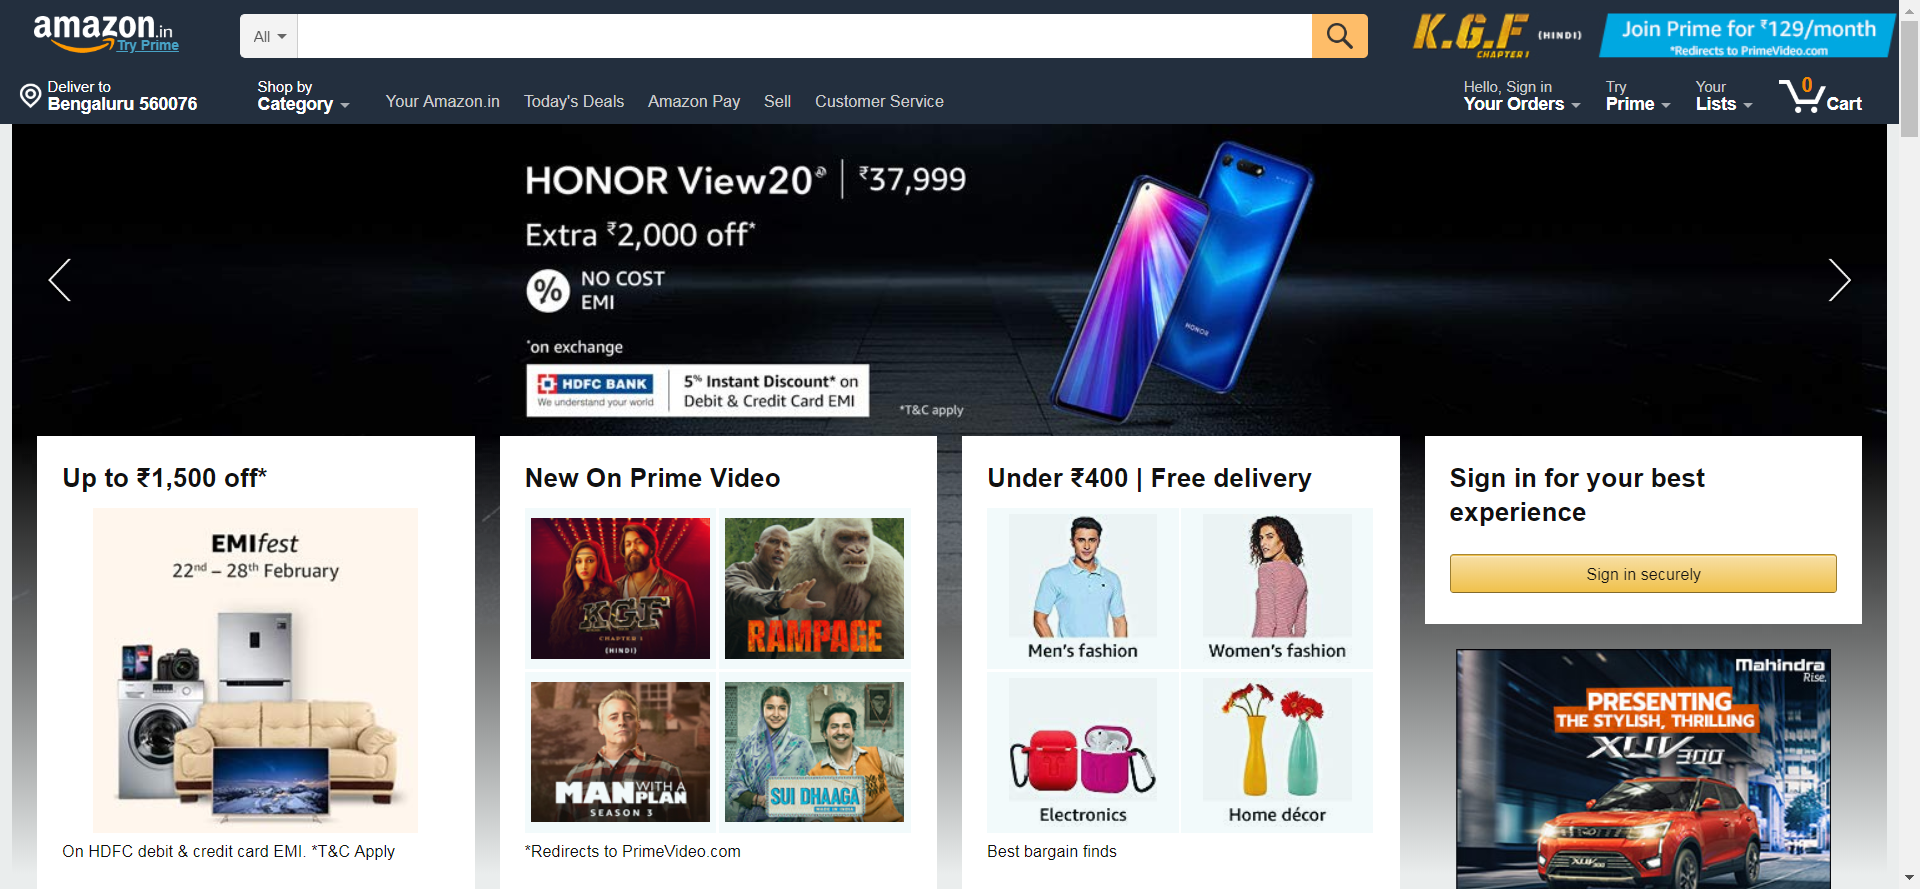 amazon.in
Try Prime
All
K.G.F (HINDI)
CHAPTER 1
Join Prime for ₹129/month
*Redirects to PrimeVideo.com
Deliver to
Bengaluru 560076
Shop by
Category
Your Amazon.in
Today's Deals
Amazon Pay
Sell
Customer Service
Hello, Sign in
Your Orders
Try
Prime
Your
Lists
0
Cart
HONOR View20 | ₹37,999
Extra ₹2,000 off*
% NO COST
EMI
*on exchange
HDFC BANK
We understand your world
5% Instant Discount* on
Debit & Credit Card EMI
*T&C apply
HONOR
Up to ₹1,500 off*
EMIfest
22nd – 28th February
On HDFC debit & credit card EMI. *T&C Apply
New On Prime Video
KGF
CHAPTER 1
(HINDI)
RAMPAGE
MAN WITH A PLAN
SEASON 3
SUI DHAAGA
MADE IN INDIA
*Redirects to PrimeVideo.com
Under ₹400 | Free delivery
Men's fashion
Women's fashion
Electronics
Home décor
Best bargain finds
Sign in for your best
experience
Sign in securely
Mahindra
Rise.
PRESENTING
THE STYLISH, THRILLING
XUV300
XUV300